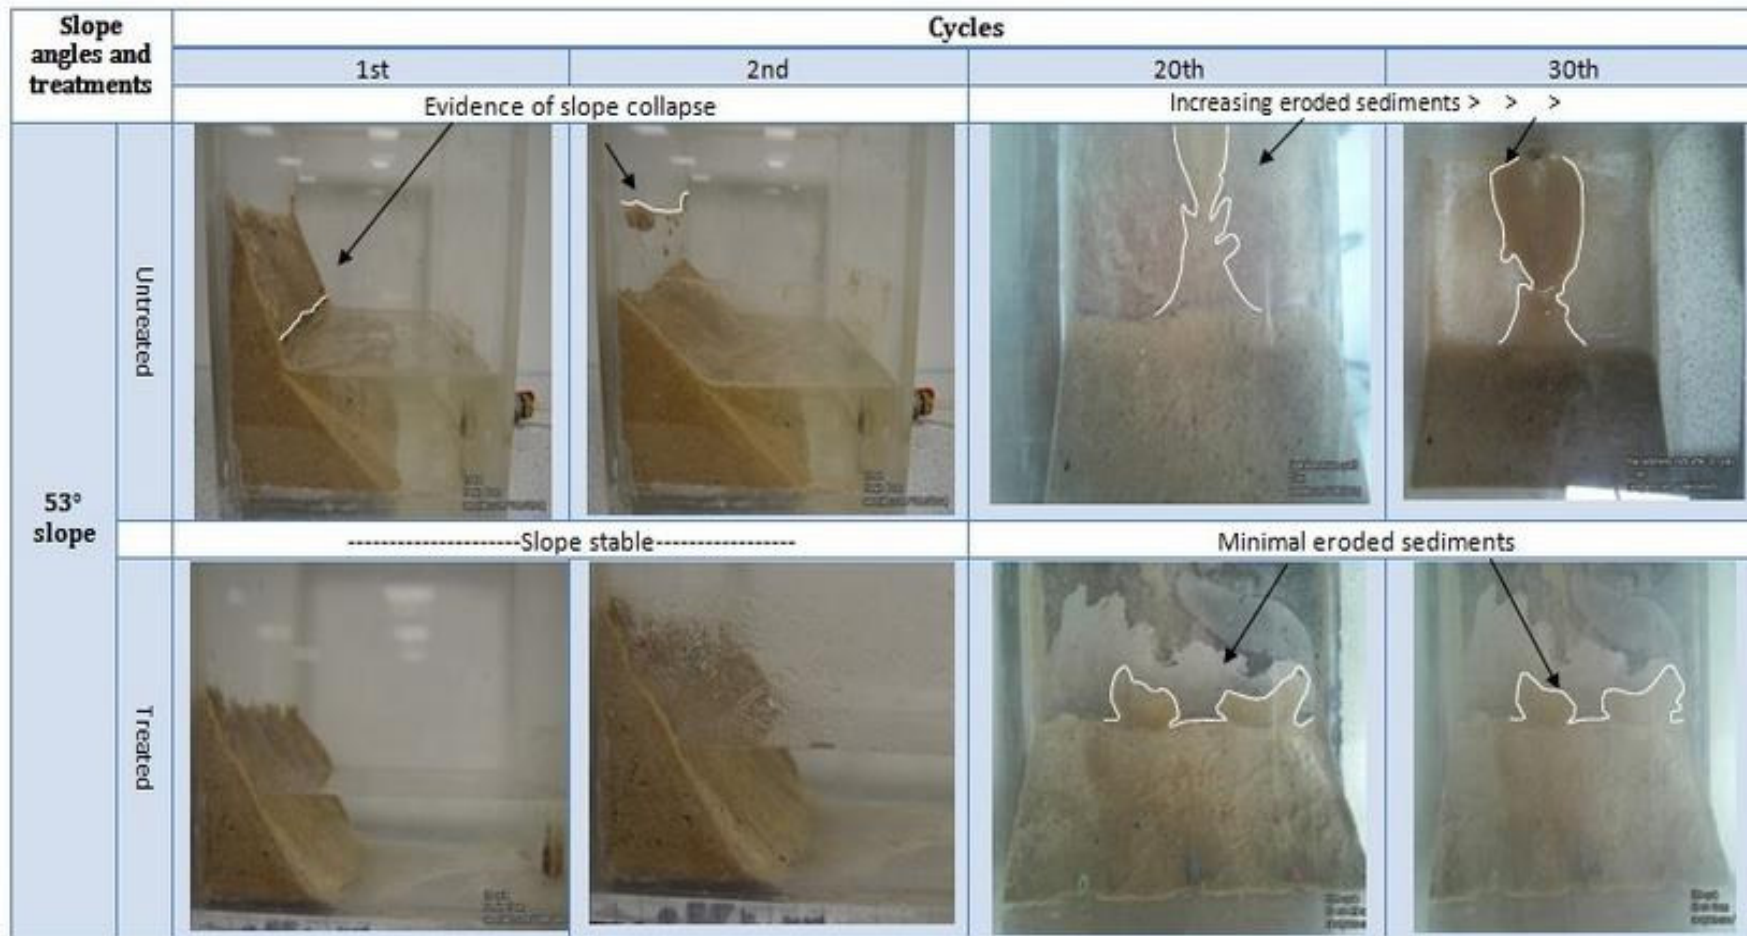 Slope
angles and
treatments
Cycles
1st
2nd
20th
30th
Evidence of slope collapse
Increasing eroded sediments > > >
53°
slope
Untreated
-Slope stable-
Minimal eroded sediments
Treated